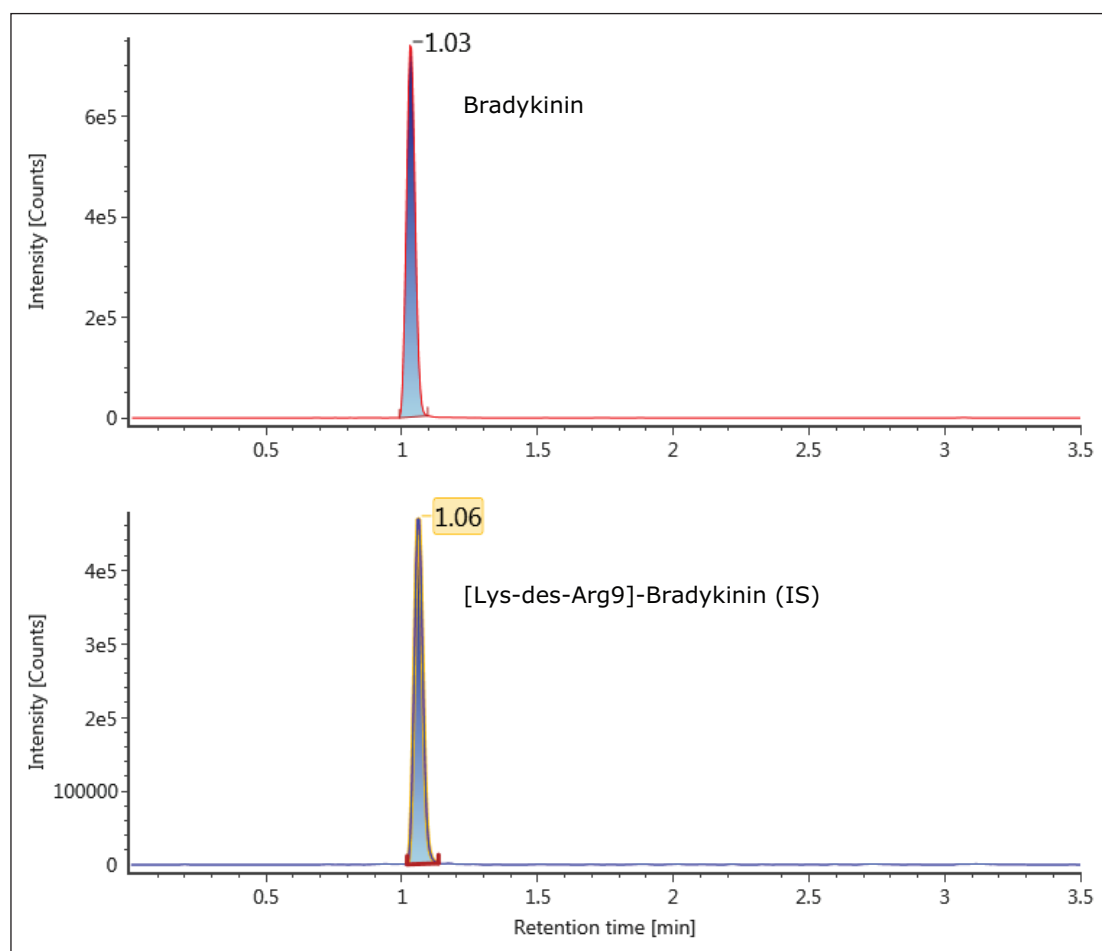 1.03
Bradykinin
Intensity [Counts]
6e5
4e5
2e5
0
0.5 1 1.5 2 2.5 3 3.5
1.06
[Lys-des-Arg9]-Bradykinin (IS)
Intensity [Counts]
4e5
3e5
2e5
100000
0
0.5 1 1.5 2 2.5 3 3.5
Retention time [min]